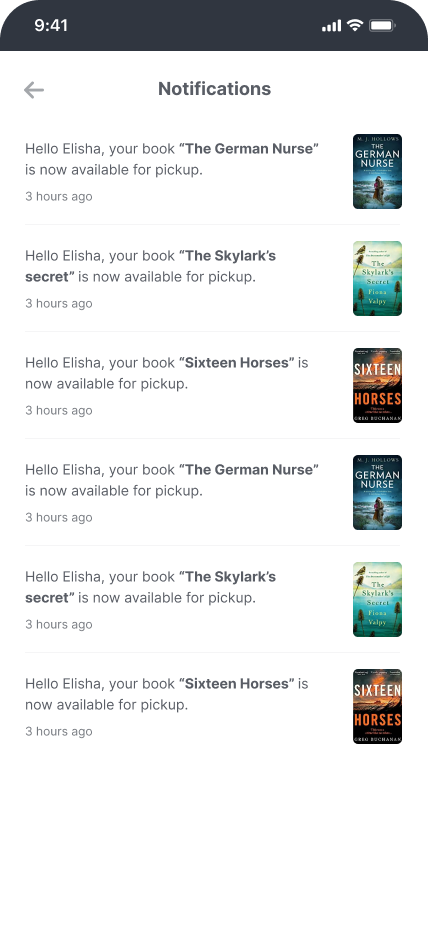 9:41
Notifications
Hello Elisha, your book “The German Nurse”
is now available for pickup.
3 hours ago
M. J. HOLLOWS
THE
GERMAN
NURSE
Hello Elisha, your book “The Skylark’s
secret” is now available for pickup.
3 hours ago
The
Skylark's
Secret
Fiona
Valpy
Hello Elisha, your book “Sixteen Horses” is
now available for pickup.
3 hours ago
SIXTEEN
HORSES
GREG BUCHANAN
Hello Elisha, your book “The German Nurse”
is now available for pickup.
3 hours ago
M. J. HOLLOWS
THE
GERMAN
NURSE
Hello Elisha, your book “The Skylark’s
secret” is now available for pickup.
3 hours ago
The
Skylark's
Secret
Fiona
Valpy
Hello Elisha, your book “Sixteen Horses” is
now available for pickup.
3 hours ago
SIXTEEN
HORSES
GREG BUCHANAN